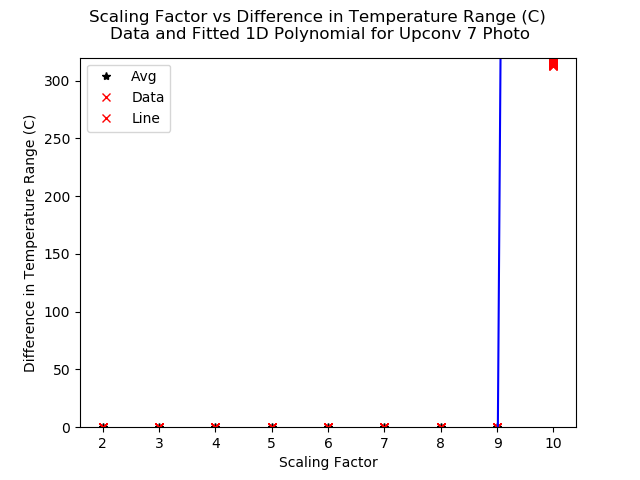 Scaling Factor vs Difference in Temperature Range (C)
Data and Fitted 1D Polynomial for Upconv 7 Photo
Avg
Data
Line
300
250
200
150
100
50
0
Difference in Temperature Range (C)
2 3 4 5 6 7 8 9 10
Scaling Factor